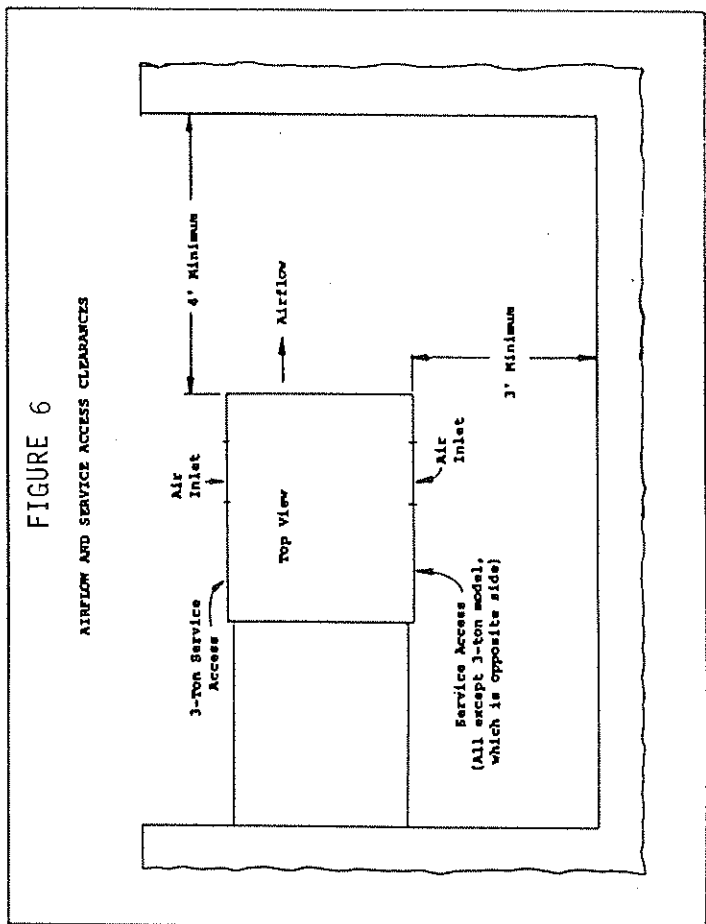 FIGURE 6
AIRFLOW AND SERVICE ACCESS CLEARANCES
4' Minimum
Air
Inlet
Airflow
3-Ton Service
Access
Top View
Air
Inlet
3' Minimum
Service Access
(All except 3-ton model,
which is opposite side)